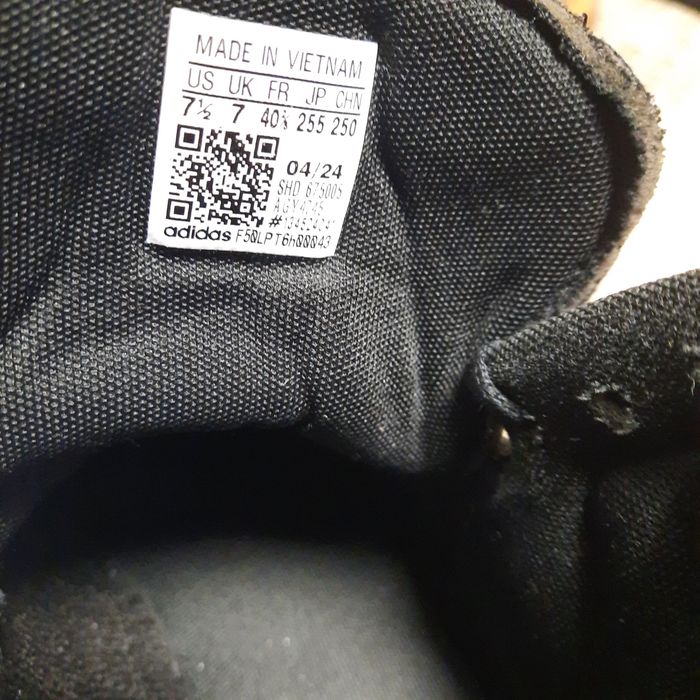 MADE IN VIETNAM
US UK FR JP CHN
7½ 7 40⅔ 255 250
04/24
SHD 675005
adidas F50LPT6h00043